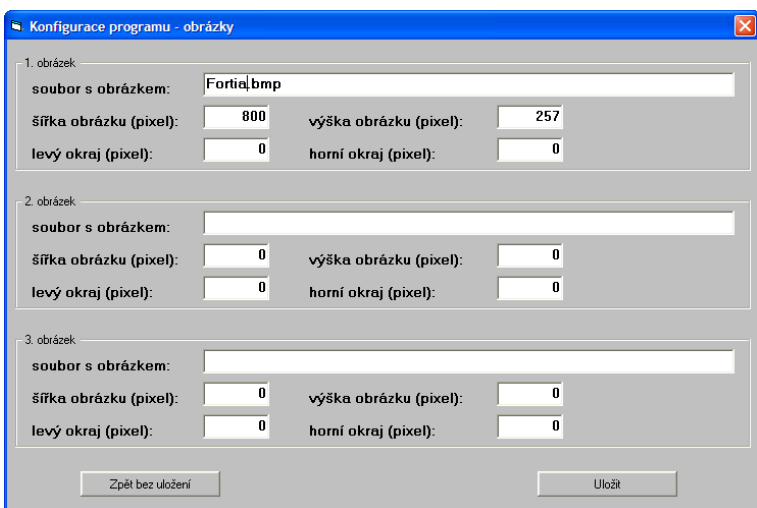 Konfigurace programu - obrázky
1. obrázek
soubor s obrázkem: Fortia.bmp
šířka obrázku (pixel): 800 výška obrázku (pixel): 257
levý okraj (pixel): 0 horní okraj (pixel): 0
2. obrázek
soubor s obrázkem:
šířka obrázku (pixel): 0 výška obrázku (pixel): 0
levý okraj (pixel): 0 horní okraj (pixel): 0
3. obrázek
soubor s obrázkem:
šířka obrázku (pixel): 0 výška obrázku (pixel): 0
levý okraj (pixel): 0 horní okraj (pixel): 0
Zpět bez uložení Uložit